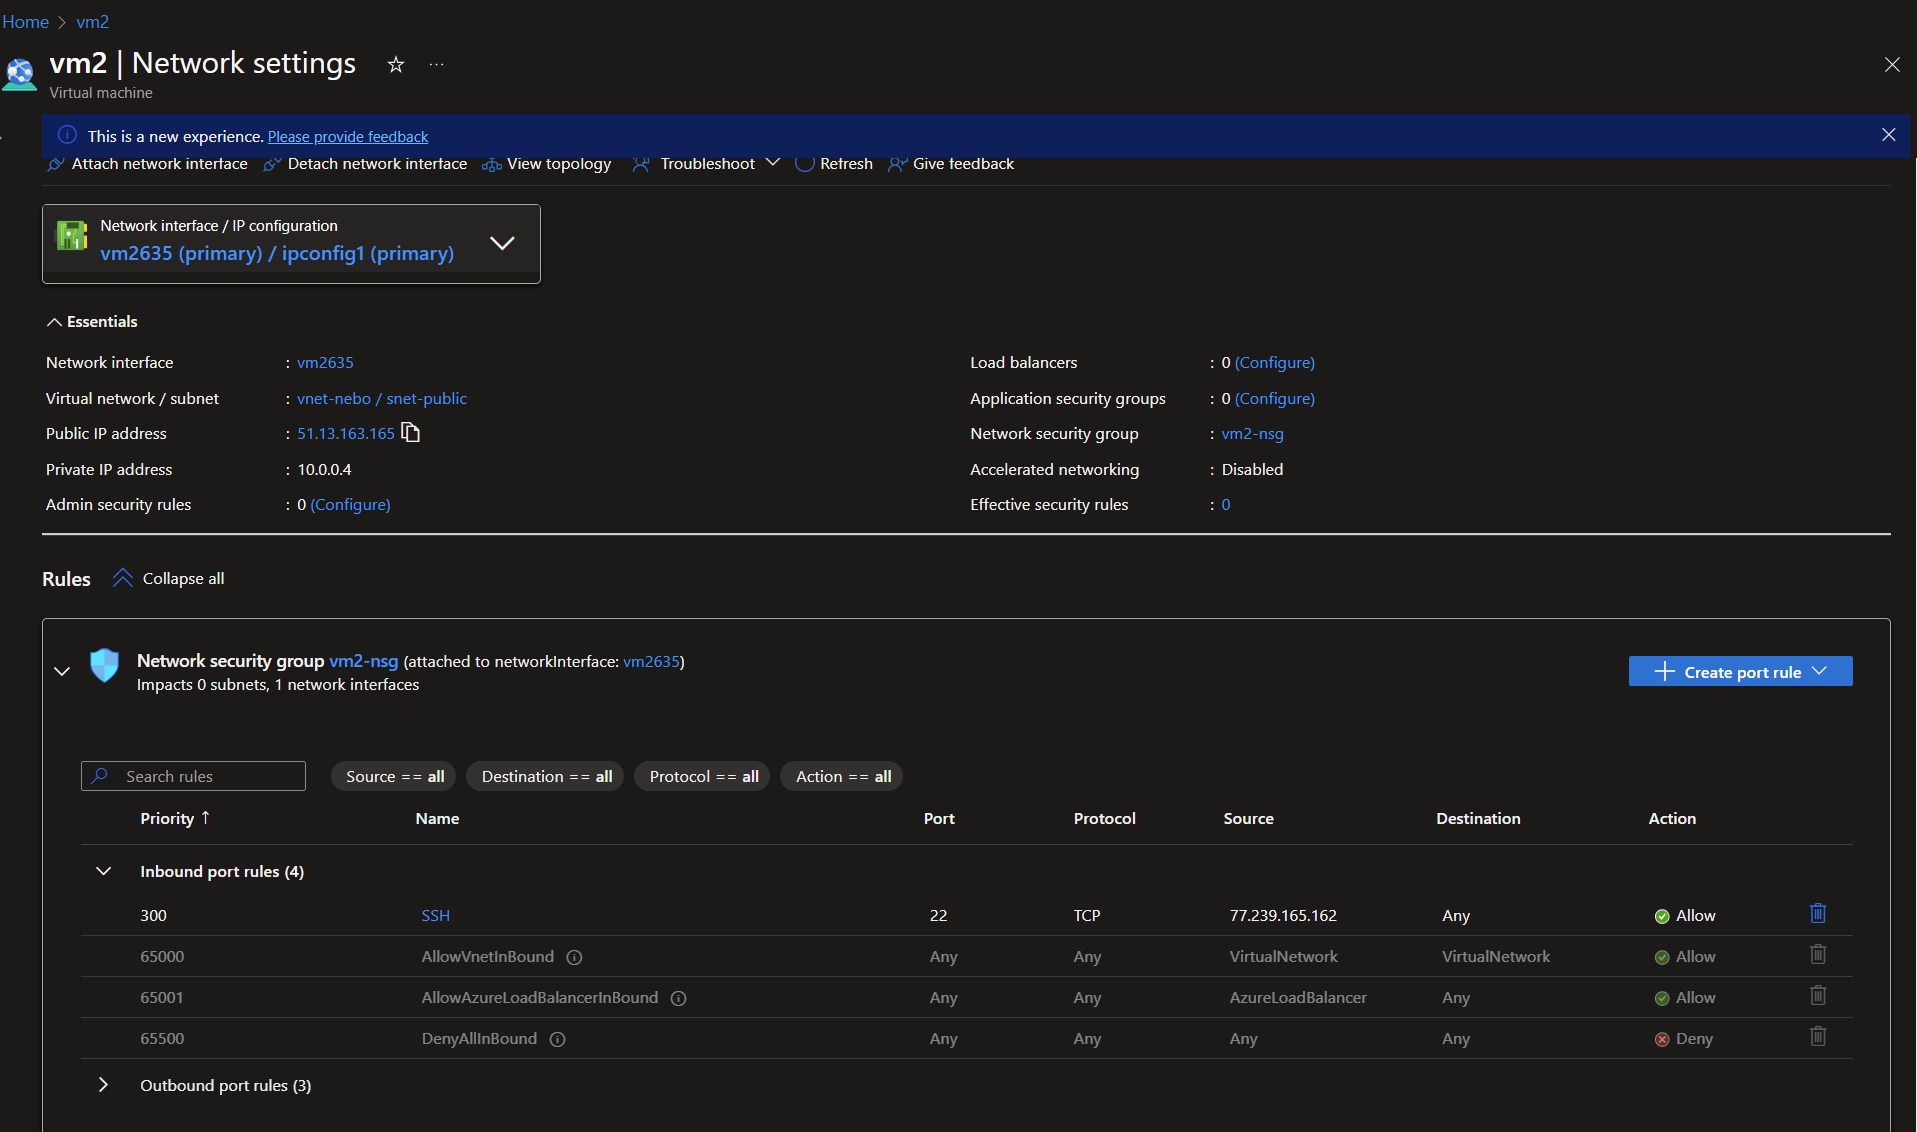 Home > vm2
vm2 | Network settings
Virtual machine
This is a new experience. Please provide feedback
Attach network interface Detach network interface View topology Troubleshoot Refresh Give feedback
Network interface / IP configuration
vm2635 (primary) / ipconfig1 (primary)
Essentials
Network interface : vm2635
Virtual network / subnet : vnet-nebo / snet-public
Public IP address : 51.13.163.165
Private IP address : 10.0.0.4
Admin security rules : 0 (Configure)
Load balancers : 0 (Configure)
Application security groups : 0 (Configure)
Network security group : vm2-nsg
Accelerated networking : Disabled
Effective security rules : 0
Rules Collapse all
Network security group vm2-nsg (attached to networkInterface: vm2635)
Impacts 0 subnets, 1 network interfaces
Create port rule
Search rules Source == all Destination == all Protocol == all Action == all
Priority ↑ Name Port Protocol Source Destination Action
Inbound port rules (4)
300 SSH 22 TCP 77.239.165.162 Any Allow
65000 AllowVnetInBound Any Any VirtualNetwork VirtualNetwork Allow
65001 AllowAzureLoadBalancerInBound Any Any AzureLoadBalancer Any Allow
65500 DenyAllInBound Any Any Any Any Deny
Outbound port rules (3)